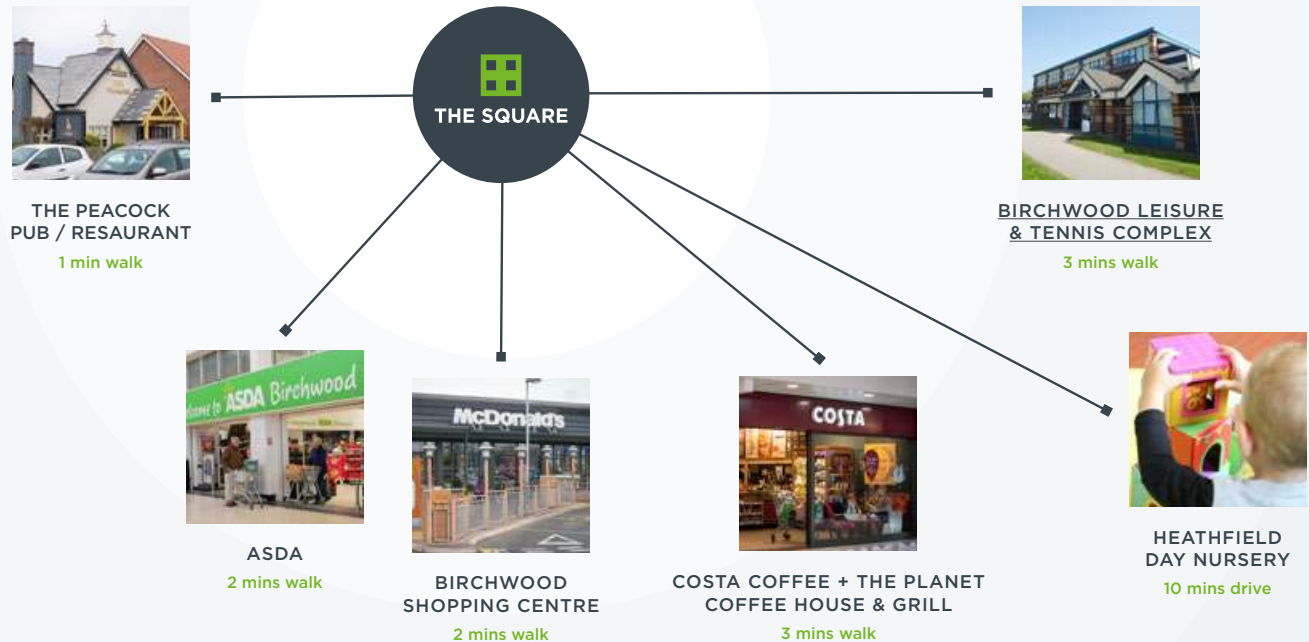 THE SQUARE
THE PEACOCK
PUB / RESAURANT
1 min walk
BIRCHWOOD LEISURE
& TENNIS COMPLEX
3 mins walk
Welcome to ASDA Birchwood
ASDA
2 mins walk
McDonald's
BIRCHWOOD
SHOPPING CENTRE
2 mins walk
COSTA
COSTA COFFEE + THE PLANET
COFFEE HOUSE & GRILL
3 mins walk
HEATHFIELD
DAY NURSERY
10 mins drive